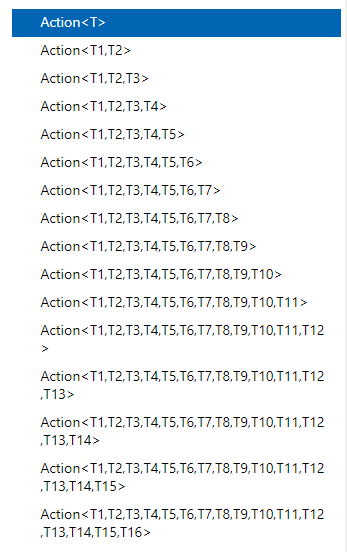 Action<T>
Action<T1,T2>
Action<T1,T2,T3>
Action<T1,T2,T3,T4>
Action<T1,T2,T3,T4,T5>
Action<T1,T2,T3,T4,T5,T6>
Action<T1,T2,T3,T4,T5,T6,T7>
Action<T1,T2,T3,T4,T5,T6,T7,T8>
Action<T1,T2,T3,T4,T5,T6,T7,T8,T9>
Action<T1,T2,T3,T4,T5,T6,T7,T8,T9,T10>
Action<T1,T2,T3,T4,T5,T6,T7,T8,T9,T10,T11>
Action<T1,T2,T3,T4,T5,T6,T7,T8,T9,T10,T11,T12
>
Action<T1,T2,T3,T4,T5,T6,T7,T8,T9,T10,T11,T12
,T13>
Action<T1,T2,T3,T4,T5,T6,T7,T8,T9,T10,T11,T12
,T13,T14>
Action<T1,T2,T3,T4,T5,T6,T7,T8,T9,T10,T11,T12
,T13,T14,T15>
Action<T1,T2,T3,T4,T5,T6,T7,T8,T9,T10,T11,T12
,T13,T14,T15,T16>